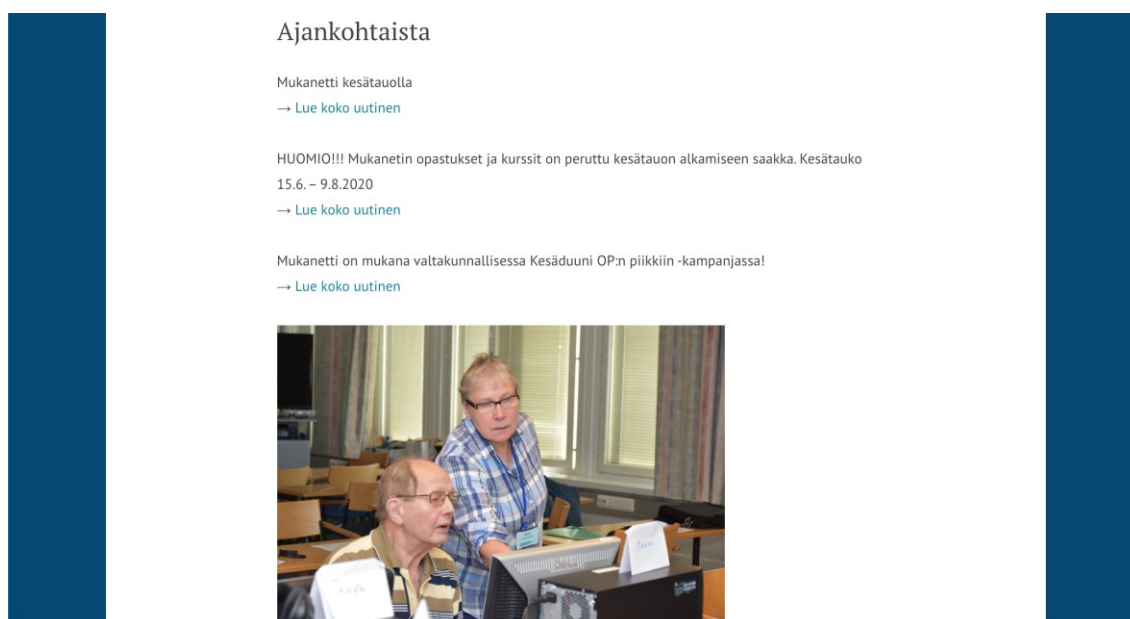 Ajankohtaista
Mukanetti kesätauolla
→ Lue koko uutinen
HUOMIO!!! Mukanetin opastukset ja kurssit on peruttu kesätauon alkamiseen saakka. Kesätauko
15.6. – 9.8.2020
→ Lue koko uutinen
Mukanetti on mukana valtakunnallisessa Kesäduuni OP:n piikkiin -kampanjassa!
→ Lue koko uutinen
DELL